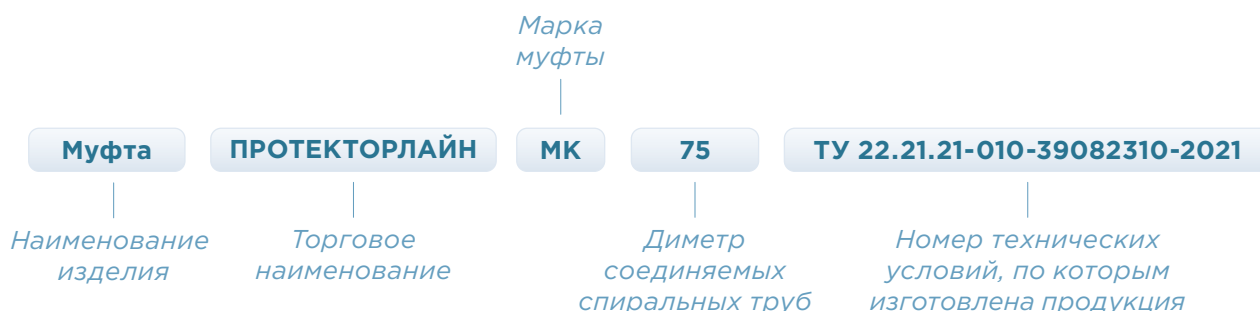 Марка
муфты
Муфта ПРОТЕКТОРЛАЙН МК 75 ТУ 22.21.21-010-39082310-2021
Наименование
изделия
Торговое
наименование
Диметр
соединяемых
спиральных труб
Номер технических
условий, по которым
изготовлена продукция